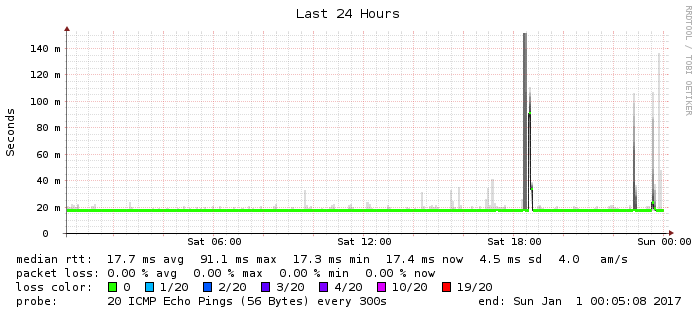 Last 24 Hours
RRDTOOL / TOBI OETIKER
Seconds
140 m
120 m
100 m
80 m
60 m
40 m
20 m
0
Sat 06:00 Sat 12:00 Sat 18:00 Sun 00:00
median rtt: 17.7 ms avg 91.1 ms max 17.3 ms min 17.4 ms now 4.5 ms sd 4.0 am/s
packet loss: 0.00 % avg 0.00 % max 0.00 % min 0.00 % now
loss color: 0 1/20 2/20 3/20 4/20 10/20 19/20
probe: 20 ICMP Echo Pings (56 Bytes) every 300s end: Sun Jan 1 00:05:08 2017